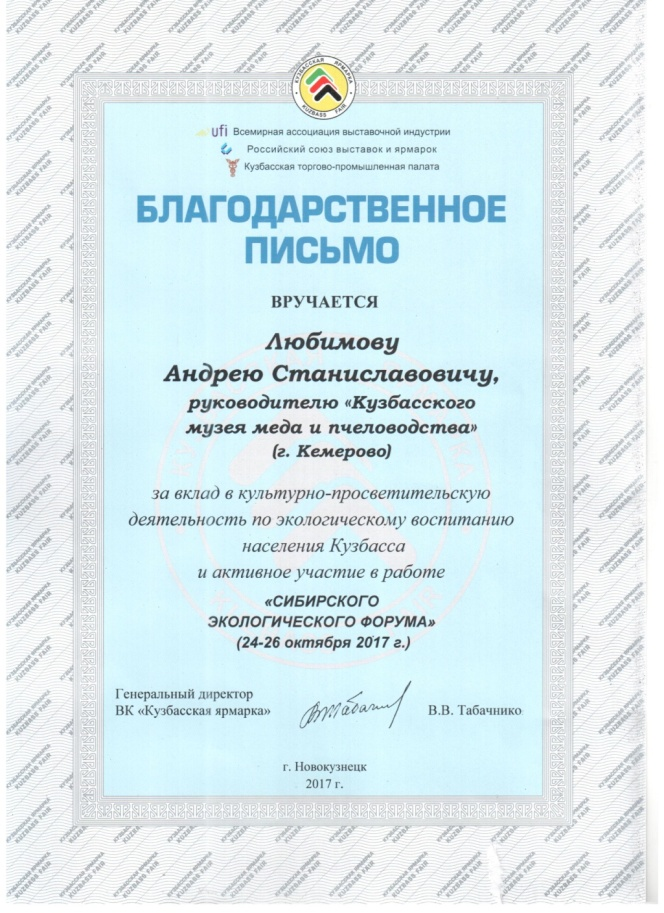 КУЗБАССКАЯ ЯРМАРКА
KUZBASS FAIR
ufi Всемирная ассоциация выставочной индустрии
Российский союз выставок и ярмарок
Кузбасская торгово-промышленная палата
БЛАГОДАРСТВЕННОЕ
ПИСЬМО
ВРУЧАЕТСЯ
Любимову
Андрею Станиславовичу,
руководителю «Кузбасского
музея меда и пчеловодства»
(г. Кемерово)
за вклад в культурно-просветительскую
деятельность по экологическому воспитанию
населения Кузбасса
и активное участие в работе
«СИБИРСКОГО
ЭКОЛОГИЧЕСКОГО ФОРУМА»
(24-26 октября 2017 г.)
Генеральный директор
ВК «Кузбасская ярмарка»
В.В. Табачнико
г. Новокузнецк
2017 г.